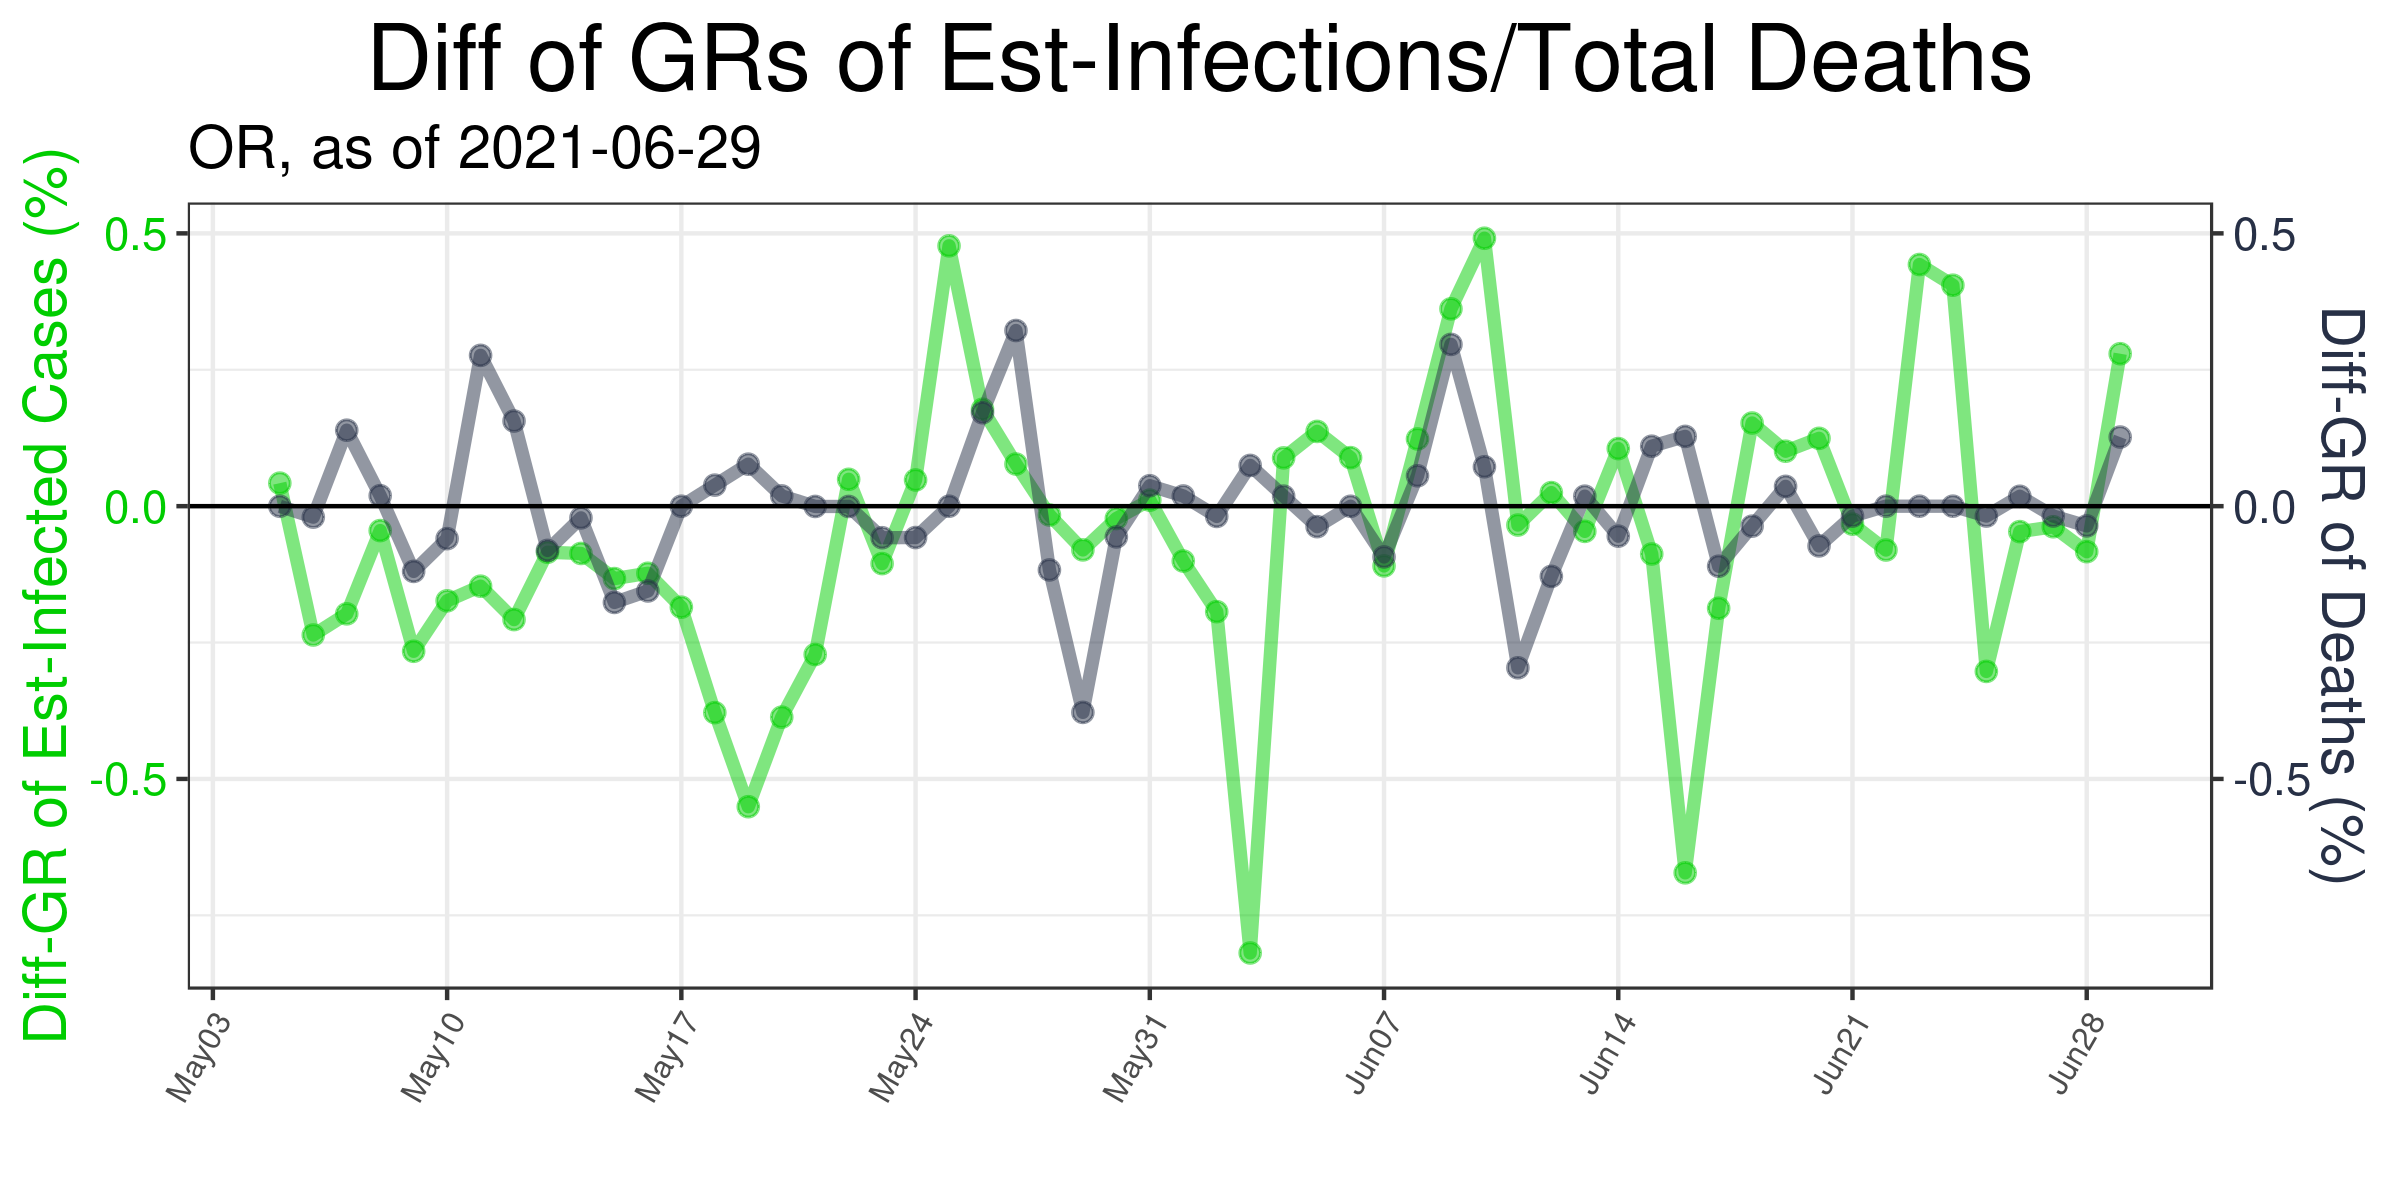 Diff of GRs of Est-Infections/Total Deaths
OR, as of 2021-06-29
Diff-GR of Est-Infected Cases (%)
0.5
0.0
-0.5
0.5
0.0
-0.5
Diff-GR of Deaths (%)
May03
May10
May17
May24
May31
Jun07
Jun14
Jun21
Jun28